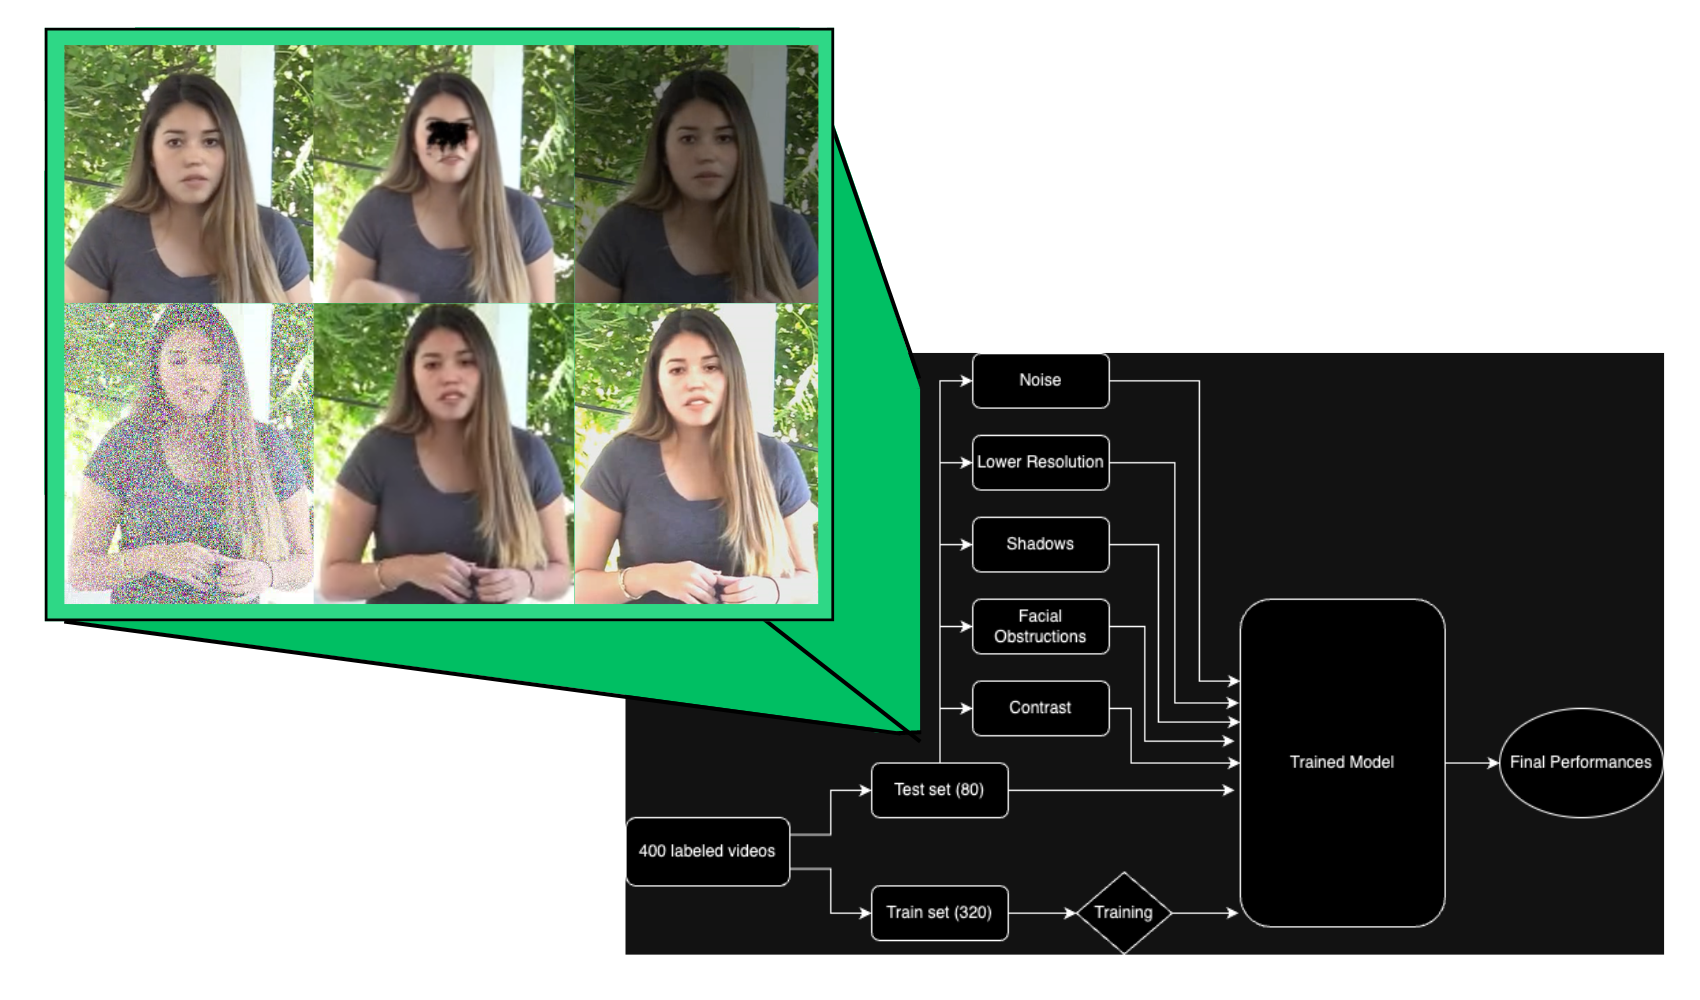 Noise
Lower Resolution
Shadows
Facial
Obstructions
Contrast
Trained Model
Final Performances
Test set (80)
400 labeled videos
Train set (320)
Training